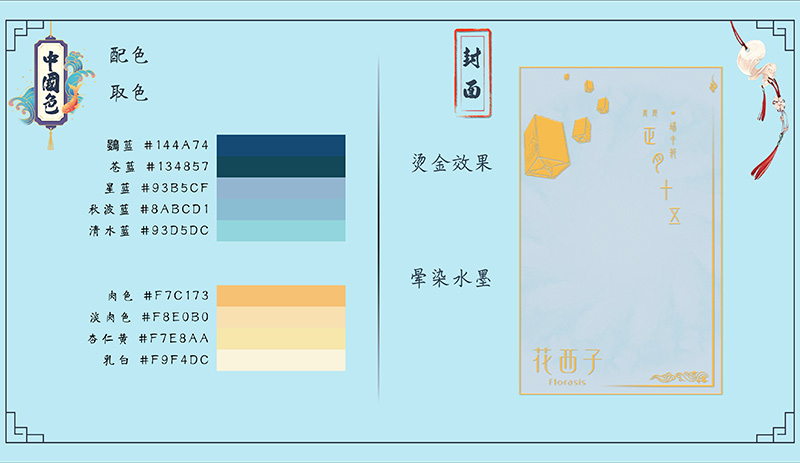 中國色
配色
取色
鷃蓝 #144A74
苍蓝 #134857
星蓝 #93B5CF
秋波蓝 #8ABCD1
清水蓝 #93D5DC
肉色 #F7C173
淡肉色 #F8E0B0
杏仁黄 #F7E8AA
乳白 #F9F4DC
封面
烫金效果
晕染水墨
正月十五
花西子
florasis